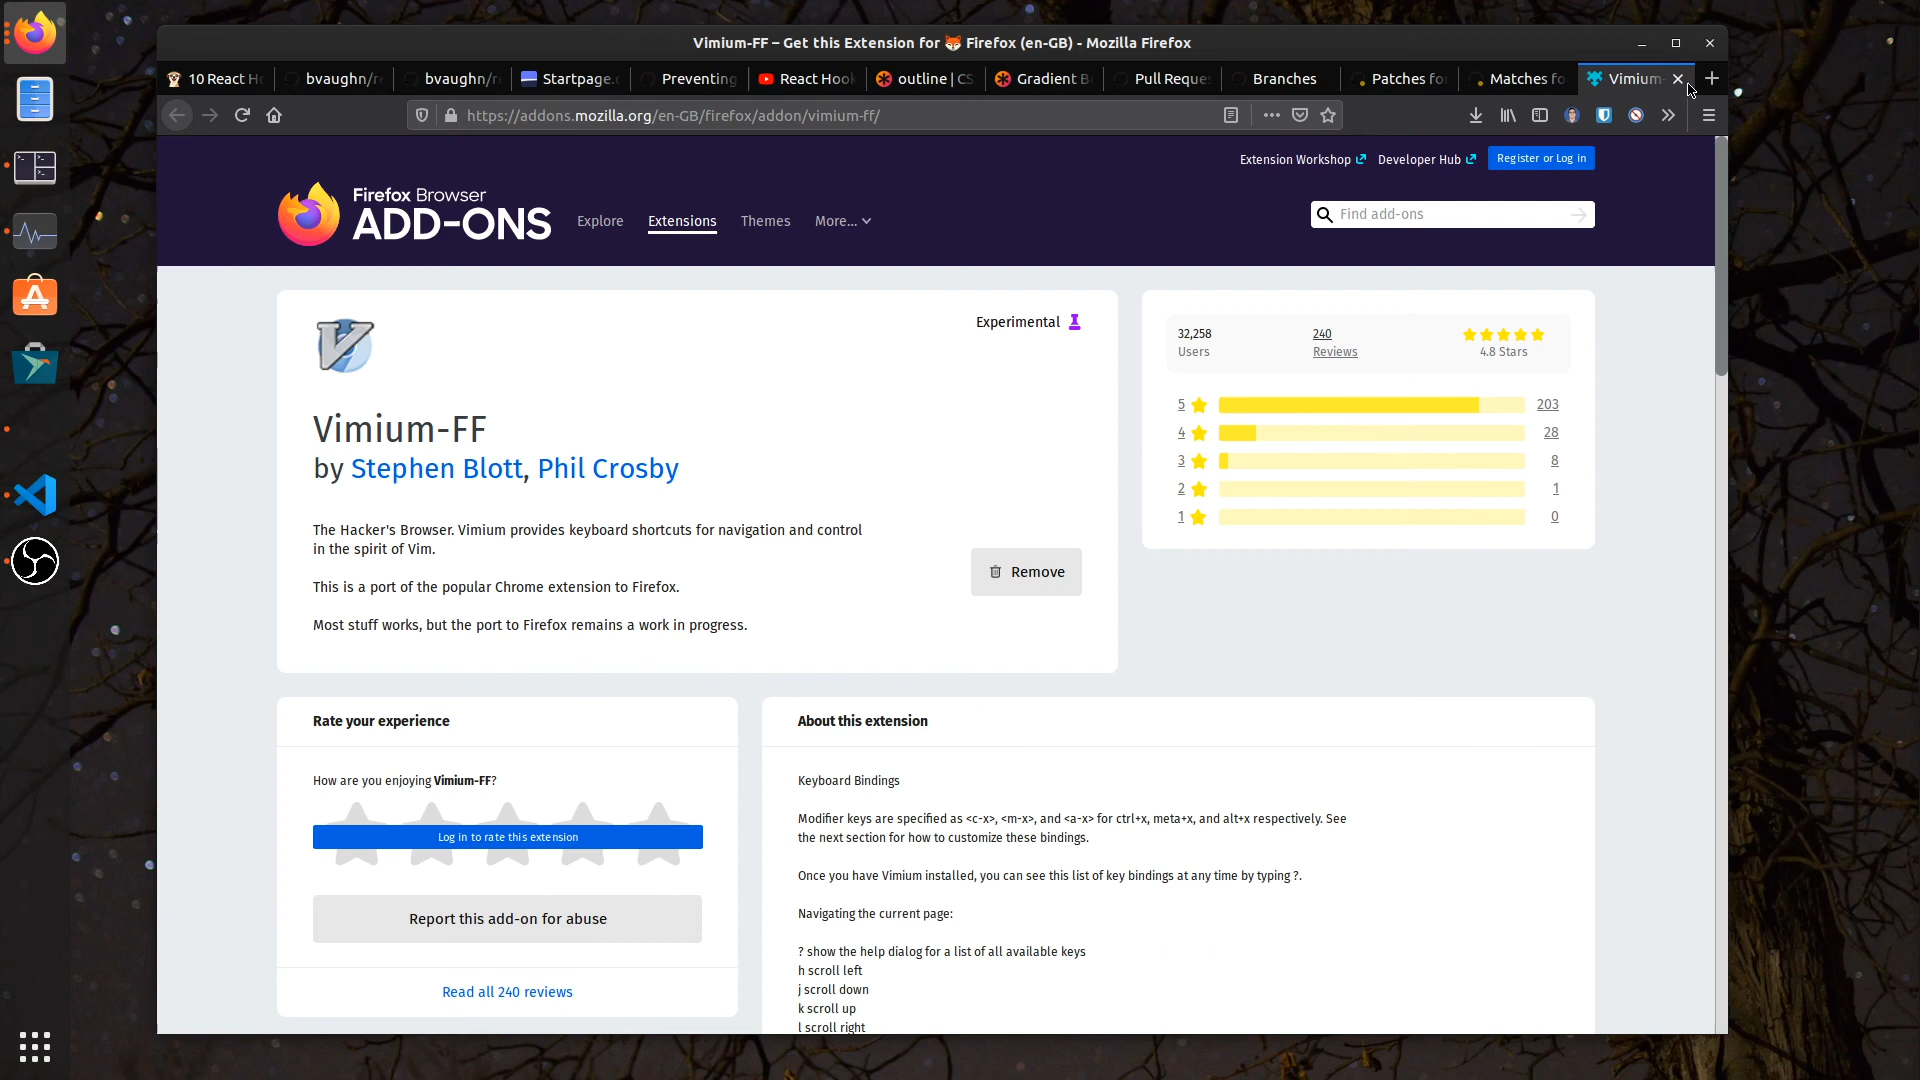 Vimium-FF – Get this Extension for 🦊 Firefox (en-GB) - Mozilla Firefox
10 React H
bvaughn/r
bvaughn/r
Startpage.c
Preventing
React Hook
outline | CS
Gradient B
Pull Reque
Branches
Patches fo
Matches fo
Vimium-
https://addons.mozilla.org/en-GB/firefox/addon/vimium-ff/
Extension Workshop
Developer Hub
Register or Log in
Firefox Browser
ADD-ONS
Explore
Extensions
Themes
More...
Find add-ons
Experimental
Vimium-FF
by Stephen Blott, Phil Crosby
The Hacker's Browser. Vimium provides keyboard shortcuts for navigation and control
in the spirit of Vim.
This is a port of the popular Chrome extension to Firefox.
Most stuff works, but the port to Firefox remains a work in progress.
Remove
32,258
Users
240
Reviews
4.8 Stars
5 203
4 28
3 8
2 1
1 0
Rate your experience
How are you enjoying Vimium-FF?
Log in to rate this extension
Report this add-on for abuse
Read all 240 reviews
About this extension
Keyboard Bindings
Modifier keys are specified as <c-x>, <m-x>, and <a-x> for ctrl+x, meta+x, and alt+x respectively. See
the next section for how to customize these bindings.
Once you have Vimium installed, you can see this list of key bindings at any time by typing ?.
Navigating the current page:
? show the help dialog for a list of all available keys
h scroll left
j scroll down
k scroll up
l scroll right